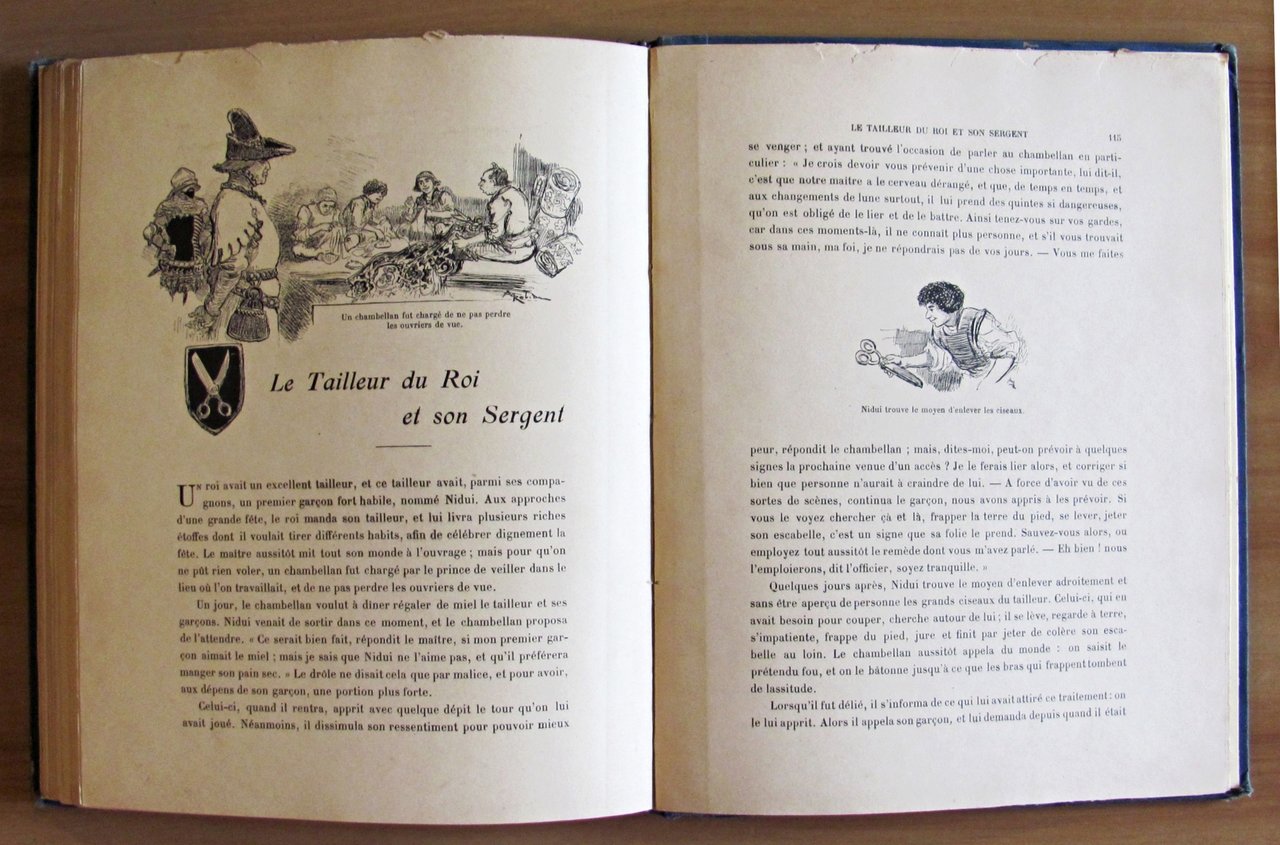 Un chambellan fut chargé de ne pas perdre
les ouvriers de vue.
Le Tailleur du Roi
et son Sergent
UN roi avait un excellent tailleur, et ce tailleur avait, parmi ses compa-
gnons, un premier garçon fort habile, nommé Nidui. Aux approches
d'une grande fête, le roi manda son tailleur, et lui livra plusieurs riches
étoffes dont il voulait tirer différents habits, afin de célébrer dignement la
fête. Le maître aussitôt mit tout son monde à l'ouvrage ; mais pour qu'on
ne pût rien voler, un chambellan fut chargé par le prince de veiller dans le
lieu où l'on travaillait, et de ne pas perdre les ouvriers de vue.
Un jour, le chambellan voulut à dîner régaler de miel le tailleur et ses
garçons. Nidui venait de sortir dans ce moment, et le chambellan proposa
de l'attendre. « Ce serait bien fait, répondit le maître, si mon premier gar-
çon aimait le miel ; mais je sais que Nidui ne l'aime pas, et qu'il préférera
manger son pain sec. » Le drôle ne disait cela que par malice, et pour avoir,
aux dépens de son garçon, une portion plus forte.
Celui-ci, quand il rentra, apprit avec quelque dépit le tour qu'on lui
avait joué. Néanmoins, il dissimula son ressentiment pour pouvoir mieux
LE TAILLEUR DU ROI ET SON SERGENT 115
se venger ; et ayant trouvé l'occasion de parler au chambellan en parti-
culier : « Je crois devoir vous prévenir d'une chose importante, lui dit-il,
c'est que notre maître a le cerveau dérangé, et que, de temps en temps, et
aux changements de lune surtout, il lui prend des quintes si dangereuses,
qu'on est obligé de le lier et de le battre. Ainsi tenez-vous sur vos gardes,
car dans ces moments-là, il ne connait plus personne, et s'il vous trouvait
sous sa main, ma foi, je ne répondrais pas de vos jours. — Vous me faites
Nidui trouve le moyen d'enlever les ciseaux.
peur, répondit le chambellan ; mais, dites-moi, peut-on prévoir à quelques
signes la prochaine venue d'un accès ? Je le ferais lier alors, et corriger si
bien que personne n'aurait à craindre de lui. — A force d'avoir vu de ces
sortes de scènes, continua le garçon, nous avons appris à les prévoir. Si
vous le voyez chercher çà et là, frapper la terre du pied, se lever, jeter
son escabelle, c'est un signe que sa folie le prend. Sauvez-vous alors, ou
employez tout aussitôt le remède dont vous m'avez parlé. — Eh bien ! nous
l'emploierons, dit l'officier, soyez tranquille. »
Quelques jours après, Nidui trouve le moyen d'enlever adroitement et
sans être aperçu de personne les grands ciseaux du tailleur. Celui-ci, qui en
avait besoin pour couper, cherche autour de lui ; il se lève, regarde à terre,
s'impatiente, frappe du pied, jure et finit par jeter de colère son esca-
belle au loin. Le chambellan aussitôt appela du monde : on saisit le
prétendu fou, et on le bâtonne jusqu'à ce que les bras qui frappent tombent
de lassitude.
Lorsqu'il fut délié, il s'informa de ce qui lui avait attiré ce traitement : on
le lui apprit. Alors il appela son garçon, et lui demanda depuis quand il était